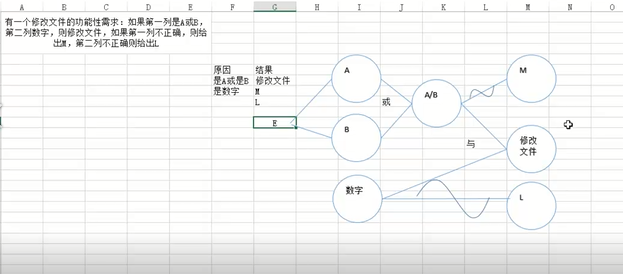 A B C D E F G H I J K L M N O
有一个修改文件的功能性需求：如果第一列是A或B，
第二列数字，则修改文件，如果第一列不正确，则给
出M，第二列不正确则给出L
原因 结果
是A或是B 修改文件
是数字 M
L
E
A
B
数字
或
A/B
与
M
修改
文件
L